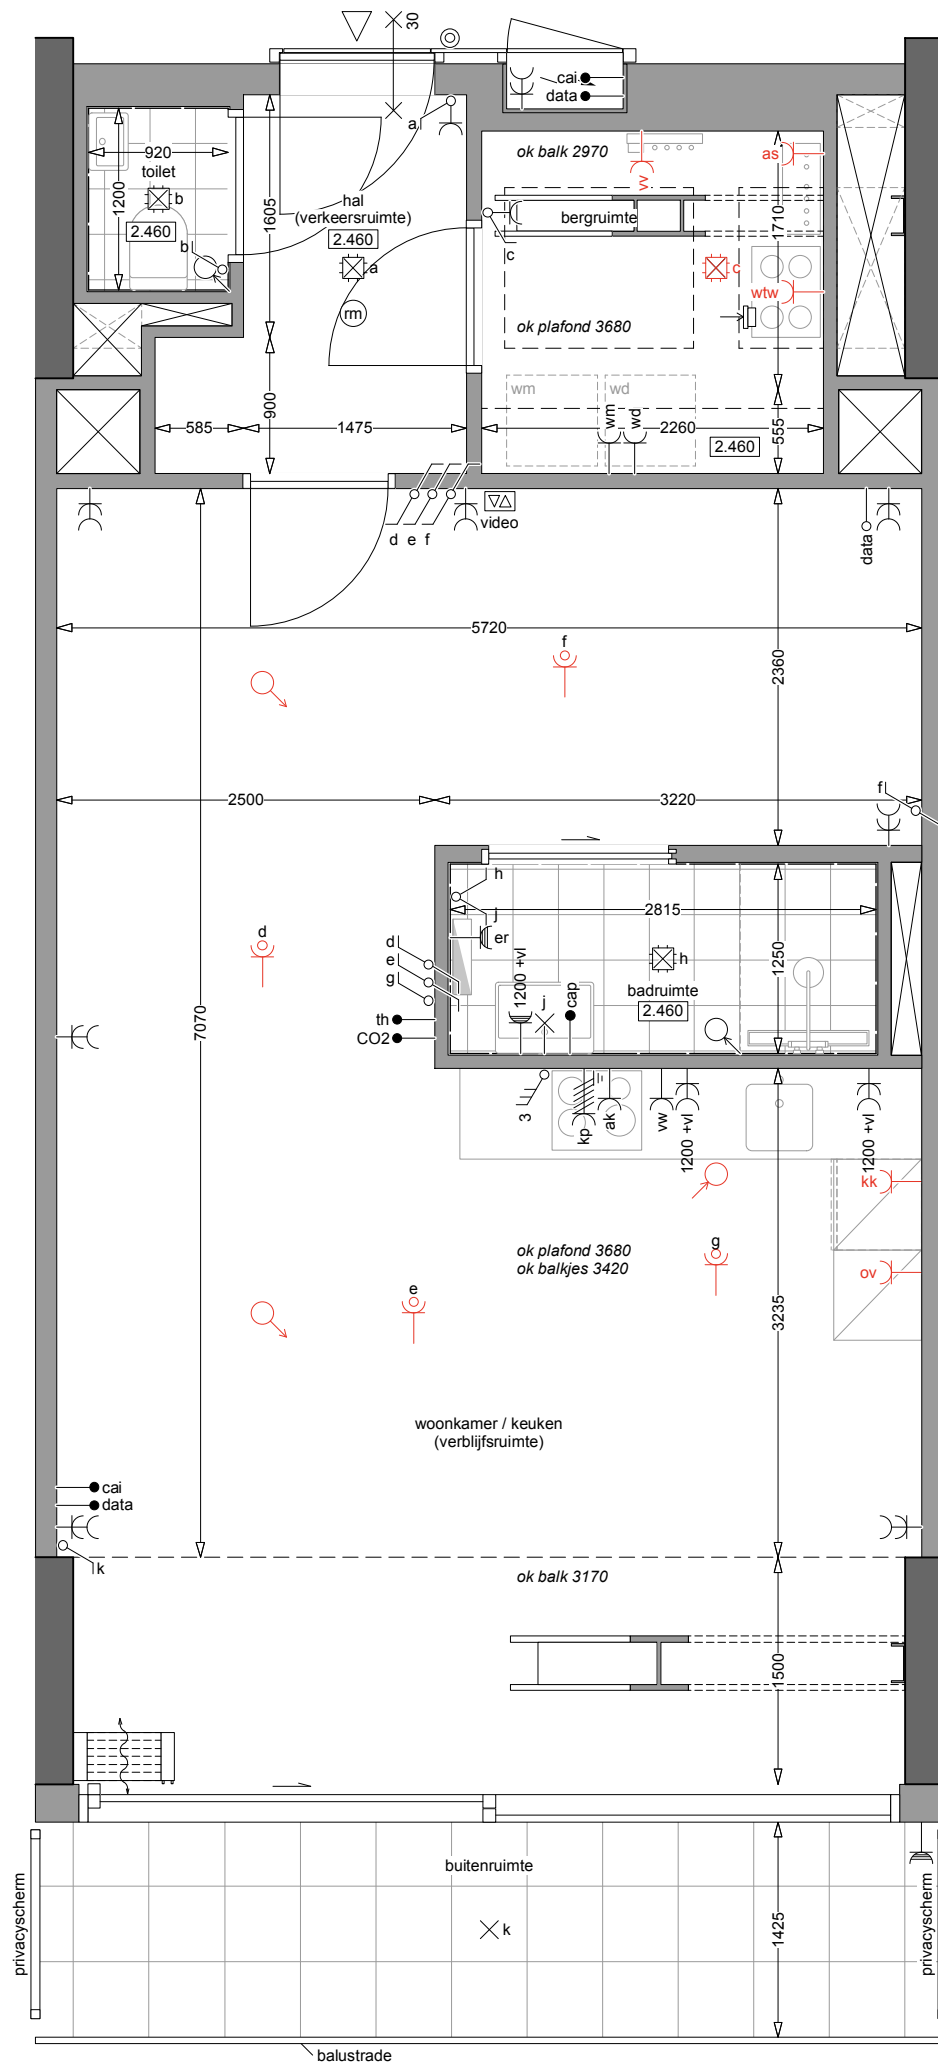 30
cai
data
a
920
toilet
1200
b
2.460
b
1605
hal
(verkeersruimte)
2.460
a
rm
ok balk 2970
vv
as
bergruimte
1710
c
c
wtw
ok plafond 3680
900
585
1475
wm
wd
wm
wd
2260
2.460
555
d e f
video
data
5720
f
2360
2500
3220
f
7070
d
h
j
2815
er
d
e
g
1200 +vl
j
cap
h
badruimte
2.460
1250
th
CO2
3
kp
ak
vw
1200 +vl
1200 +vl
kk
ok plafond 3680
ok balkjes 3420
g
ov
e
3235
woonkamer / keuken
(verblijfsruimte)
cai
data
k
ok balk 3170
1500
buitenruimte
privacyscherm
k
1425
privacyscherm
balustrade